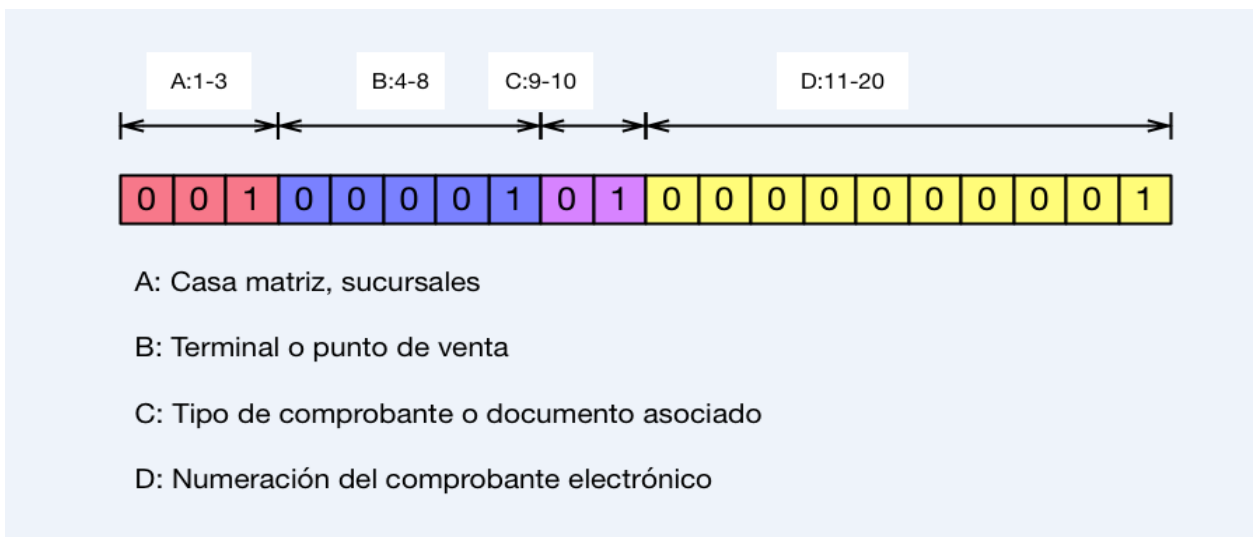 A:1-3 B:4-8 C:9-10 D:11-20
0 0 1 0 0 0 0 1 0 1 0 0 0 0 0 0 0 0 0 1
A: Casa matriz, sucursales
B: Terminal o punto de venta
C: Tipo de comprobante o documento asociado
D: Numeración del comprobante electrónico